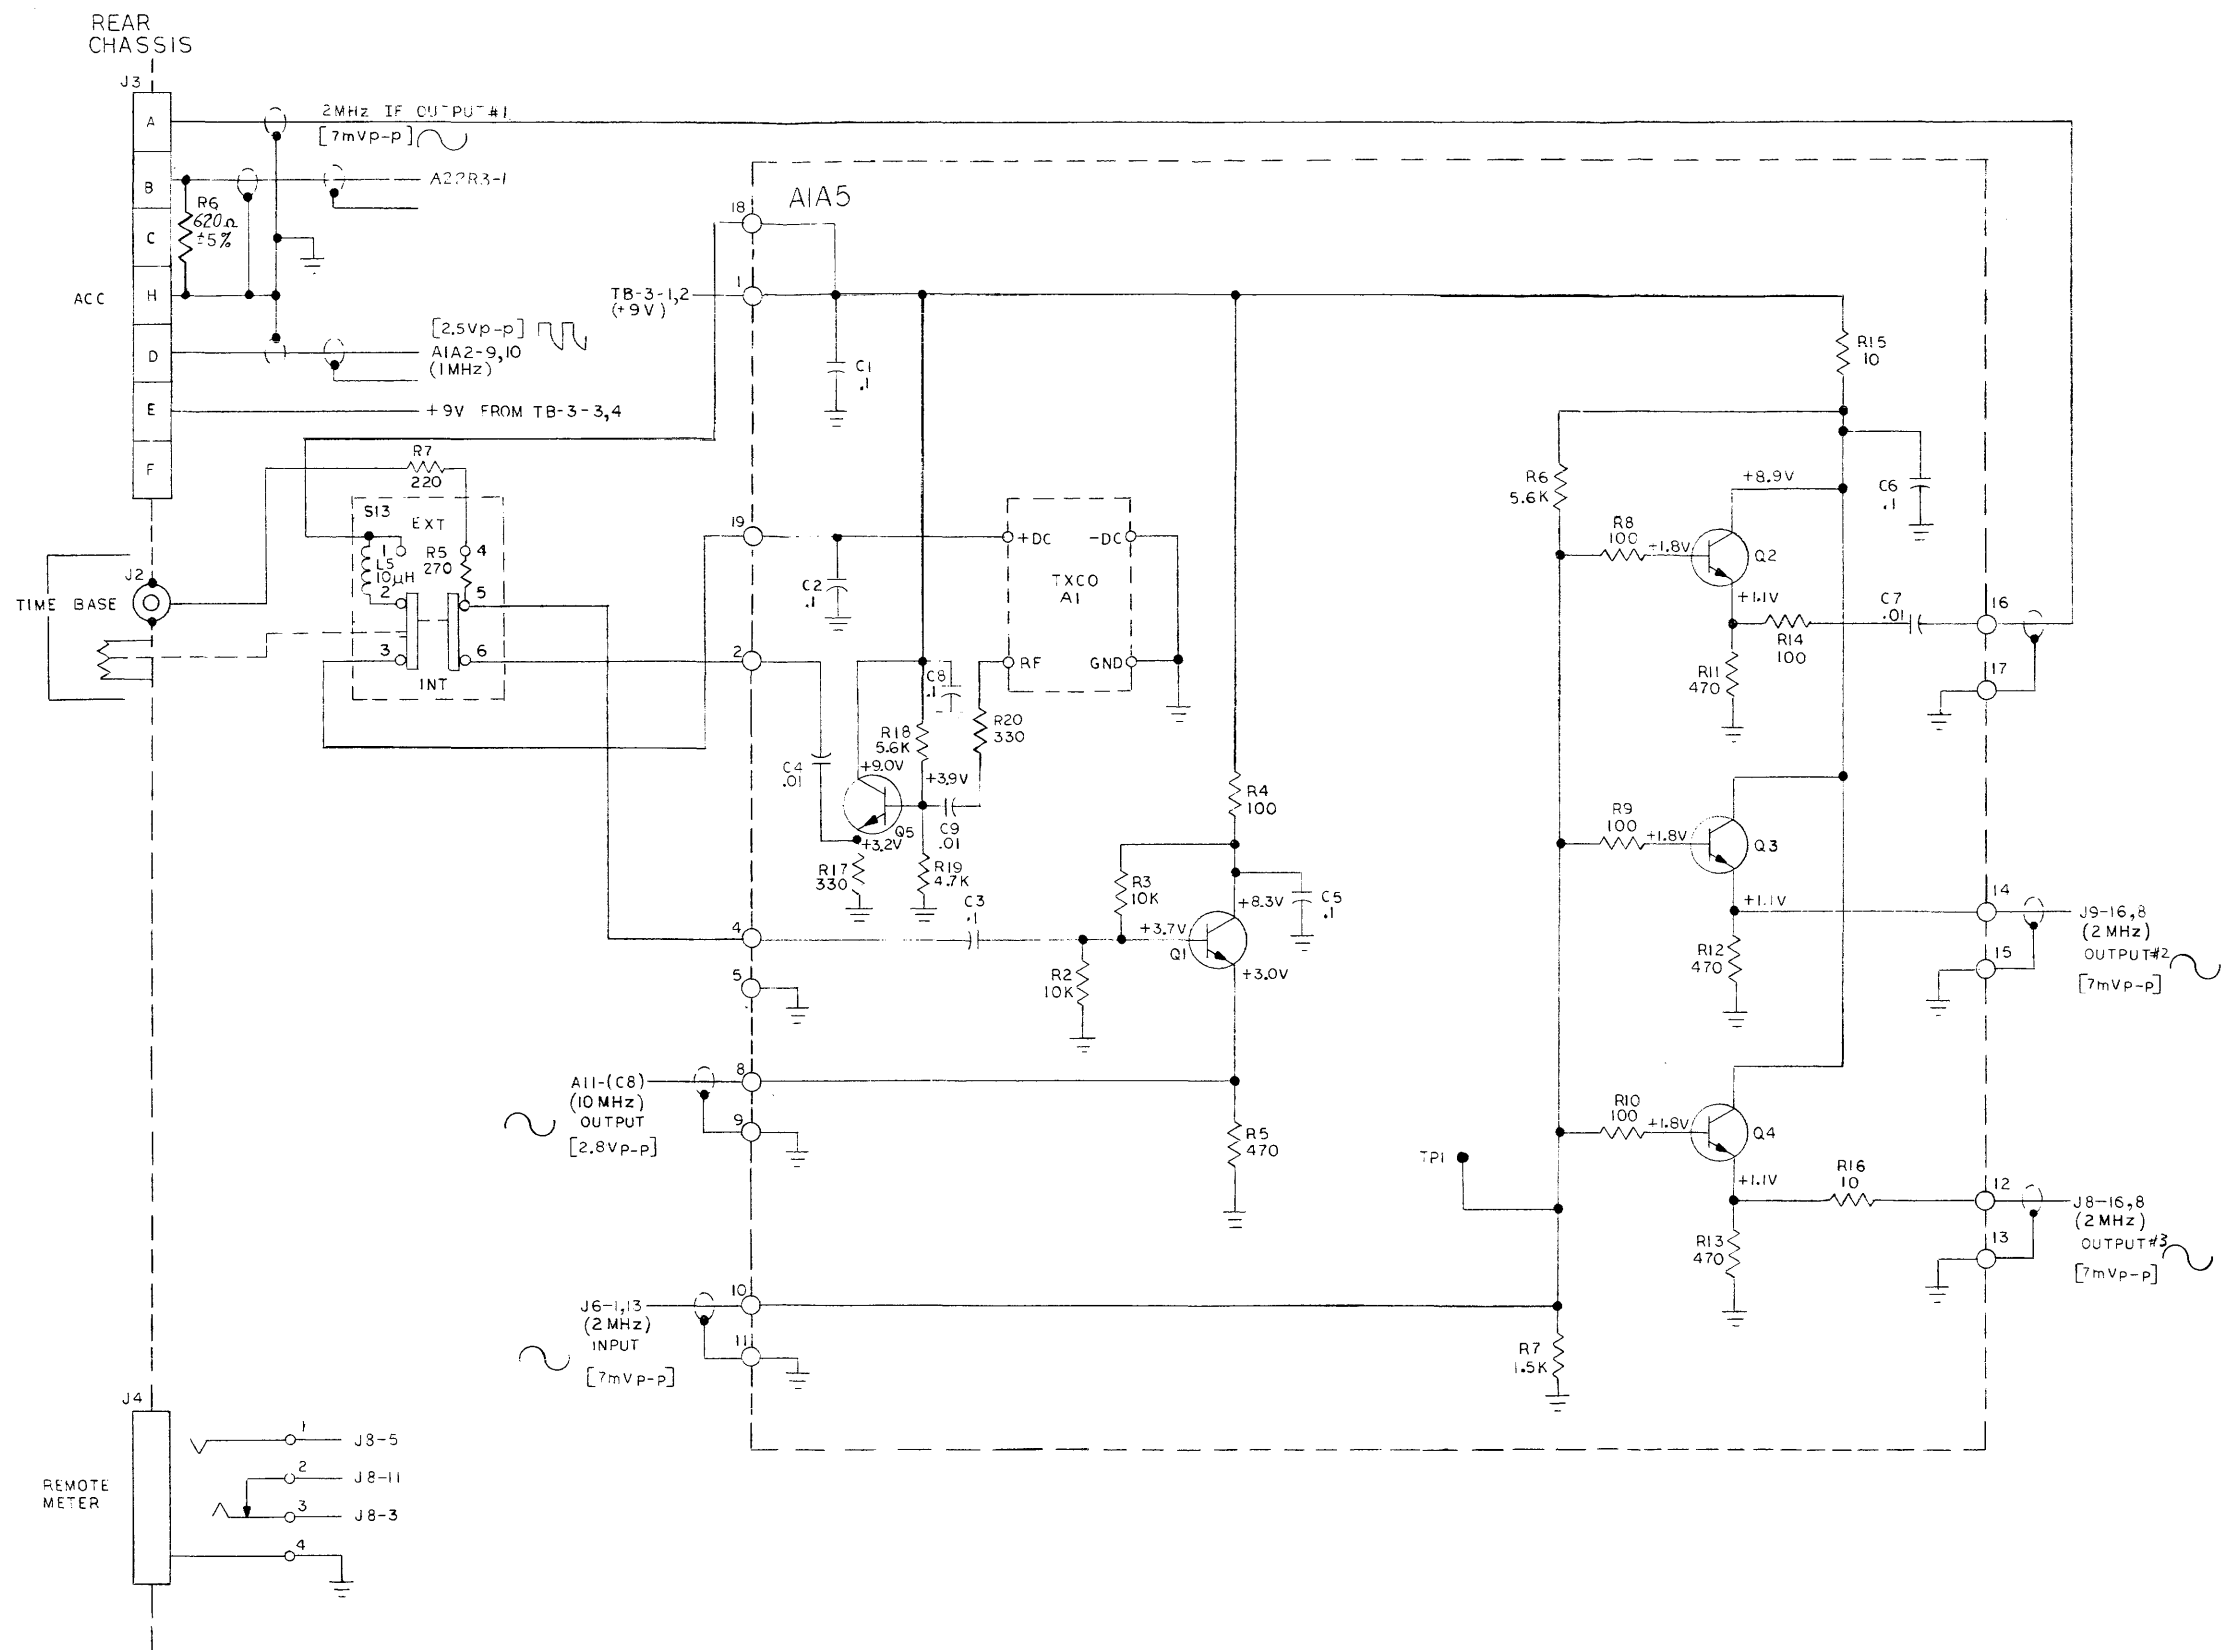 REAR
CHASSIS
J3
A
2MHz IF OUTPUT #1
[7mVp-p]
B
A22R3-1
R6
620Ω
±5%
C
ACC
H
[2.5Vp-p]
D
A1A2-9,10
(1MHz)
E
+9V FROM TB-3-3,4
F
R7
220
S13
EXT
1
R5
270
4
L5
10µH
2
5
3
6
INT
J2
TIME BASE
A1A5
18
TB-3-1,2
(+9V)
1
C1
.1
19
C2
.1
+DC
-DC
TXCO
A1
RF
GND
2
C8
.1
R18
5.6K
R20
330
C4
.01
+9.0V
+3.9V
Q5
+3.2V
C9
.01
R17
330
R19
4.7K
R4
100
R3
10K
C3
.1
+8.3V
C5
.1
4
+3.7V
Q1
R2
10K
+3.0V
5
A11-(C8)
(10MHz)
OUTPUT
[2.8Vp-p]
8
9
R5
470
J6-1,13
(2MHz)
INPUT
[7mVp-p]
10
11
TP1
R7
1.5K
R15
10
R6
5.6K
+8.9V
C6
.1
R8
100
+1.8V
Q2
+1.1V
R14
100
C7
.01
16
R11
470
17
R9
100
+1.8V
Q3
+1.1V
14
J9-16,8
(2MHz)
OUTPUT#2
[7mVp-p]
R12
470
15
R10
100
+1.8V
Q4
+1.1V
R16
10
12
J8-16,8
(2MHz)
OUTPUT#3
[7mVp-p]
R13
470
13
J4
REMOTE
METER
1
J8-5
2
J8-11
3
J8-3
4